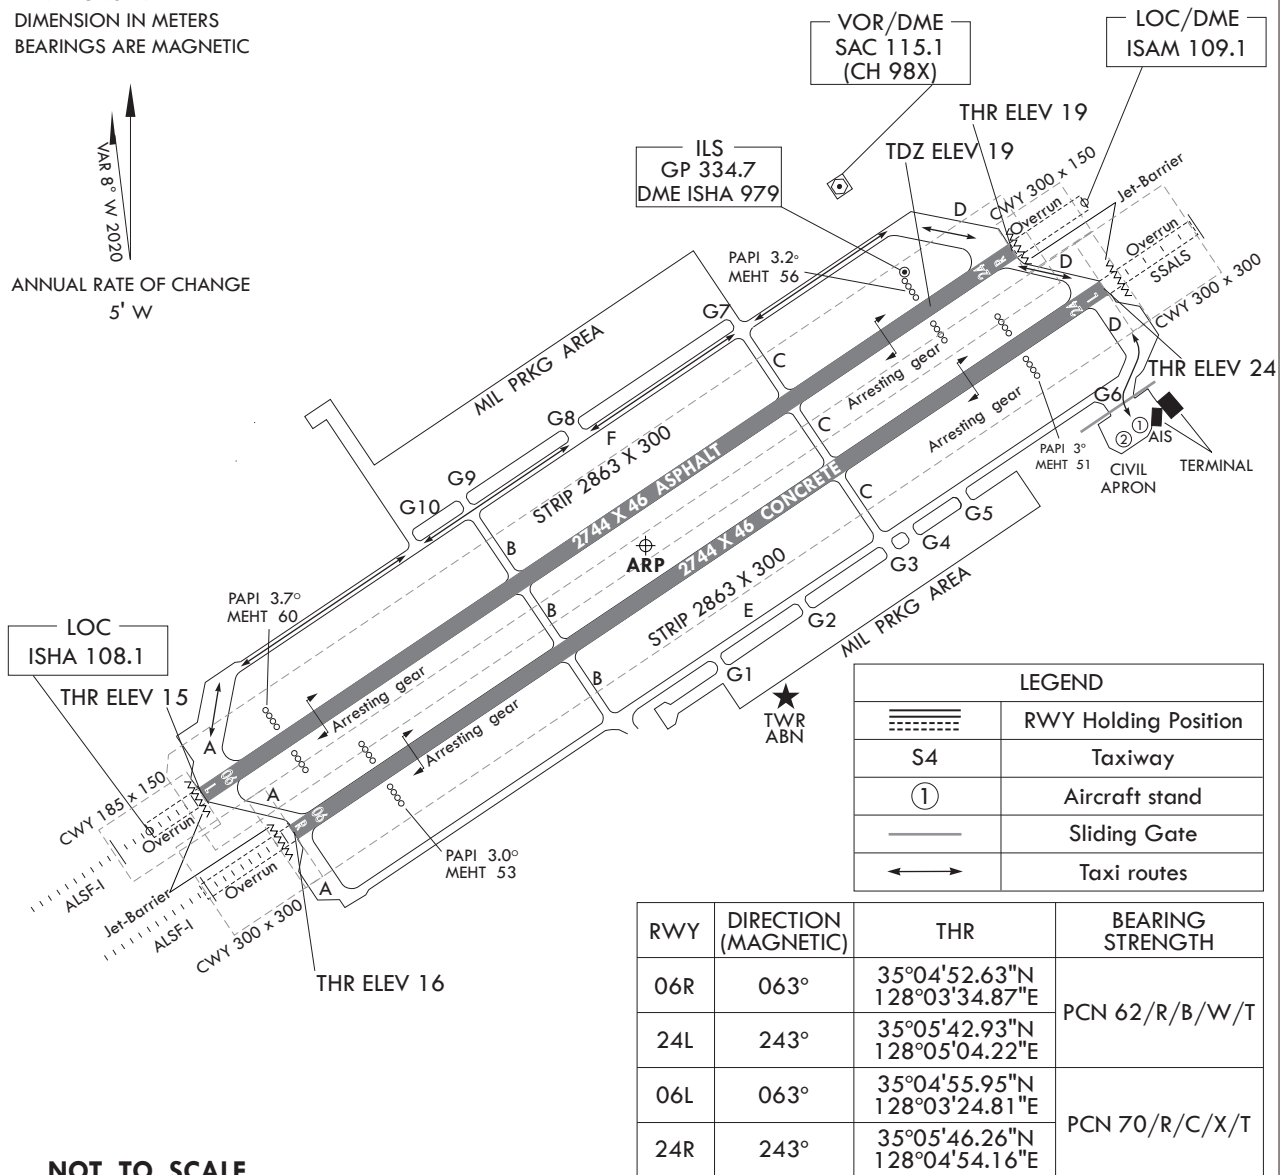 DIMENSION IN METERS
BEARINGS ARE MAGNETIC
VAR 8° W 2020
ANNUAL RATE OF CHANGE
5' W
VOR/DME
SAC 115.1
(CH 98X)
LOC/DME
ISAM 109.1
THR ELEV 19
TDZ ELEV 19
ILS
GP 334.7
DME ISHA 979
CWY 300 x 150
Jet-Barrier
Overrun
Overrun
SSALS
CWY 300 x 300
D
D
D
PAPI 3.2°
MEHT 56
24
R
24
L
THR ELEV 24
G7
MIL PRKG AREA
G8
F
G9
G10
C
C
C
Arresting gear
Arresting gear
G6
1
2
AIS
TERMINAL
CIVIL
APRON
PAPI 3°
MEHT 51
STRIP 2863 X 300
2744 X 46 ASPHALT
2744 X 46 CONCRETE
STRIP 2863 X 300
ARP
B
B
B
E
G5
G4
G3
G2
G1
MIL PRKG AREA
TWR
ABN
PAPI 3.7°
MEHT 60
LOC
ISHA 108.1
THR ELEV 15
Arresting gear
Arresting gear
A
A
A
06
L
06
R
CWY 185 x 150
Overrun
ALSF-I
Jet-Barrier
Overrun
ALSF-I
CWY 300 x 300
PAPI 3.0°
MEHT 53
THR ELEV 16
LEGEND
RWY Holding Position
S4 Taxiway
1 Aircraft stand
Sliding Gate
Taxi routes
RWY DIRECTION (MAGNETIC) THR BEARING STRENGTH
06R 063° 35°04'52.63"N 128°03'34.87"E PCN 62/R/B/W/T
24L 243° 35°05'42.93"N 128°05'04.22"E
06L 063° 35°04'55.95"N 128°03'24.81"E PCN 70/R/C/X/T
24R 243° 35°05'46.26"N 128°04'54.16"E
NOT TO SCALE